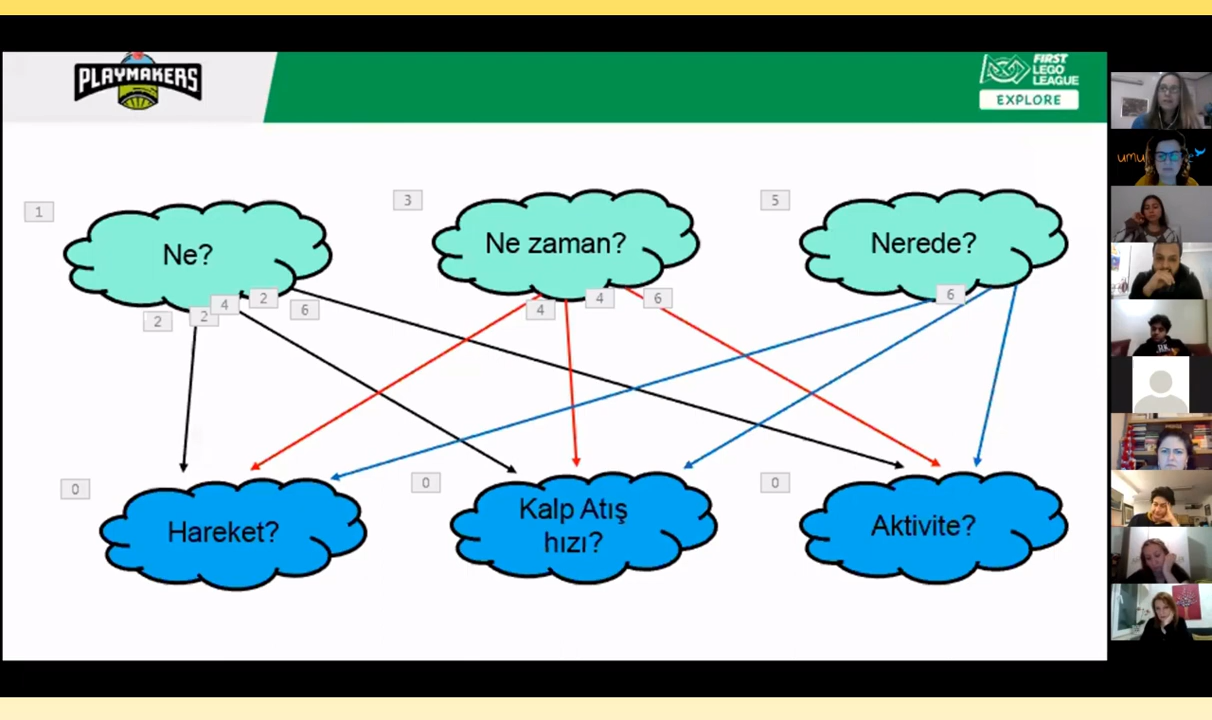 PLAYMAKERS
FIRST
LEGO
LEAGUE
EXPLORE
1
3
5
Ne?
Ne zaman?
Nerede?
2
2
4
2
6
4
4
6
6
0
0
0
Hareket?
Kalp Atış
hızı?
Aktivite?
umu